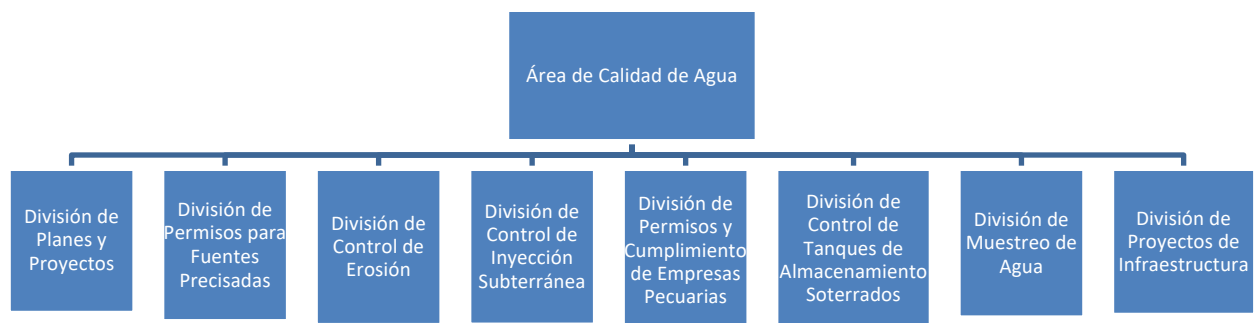 Área de Calidad de Agua
División de
Planes y
Proyectos
División de
Permisos para
Fuentes
Precisadas
División de
Control de
Erosión
División de
Control de
Inyección
Subterránea
División de
Permisos y
Cumplimiento
de Empresas
Pecuarias
División de
Control de
Tanques de
Almacenamiento
Soterrados
División de
Muestreo de
Agua
División de
Proyectos de
Infraestructura